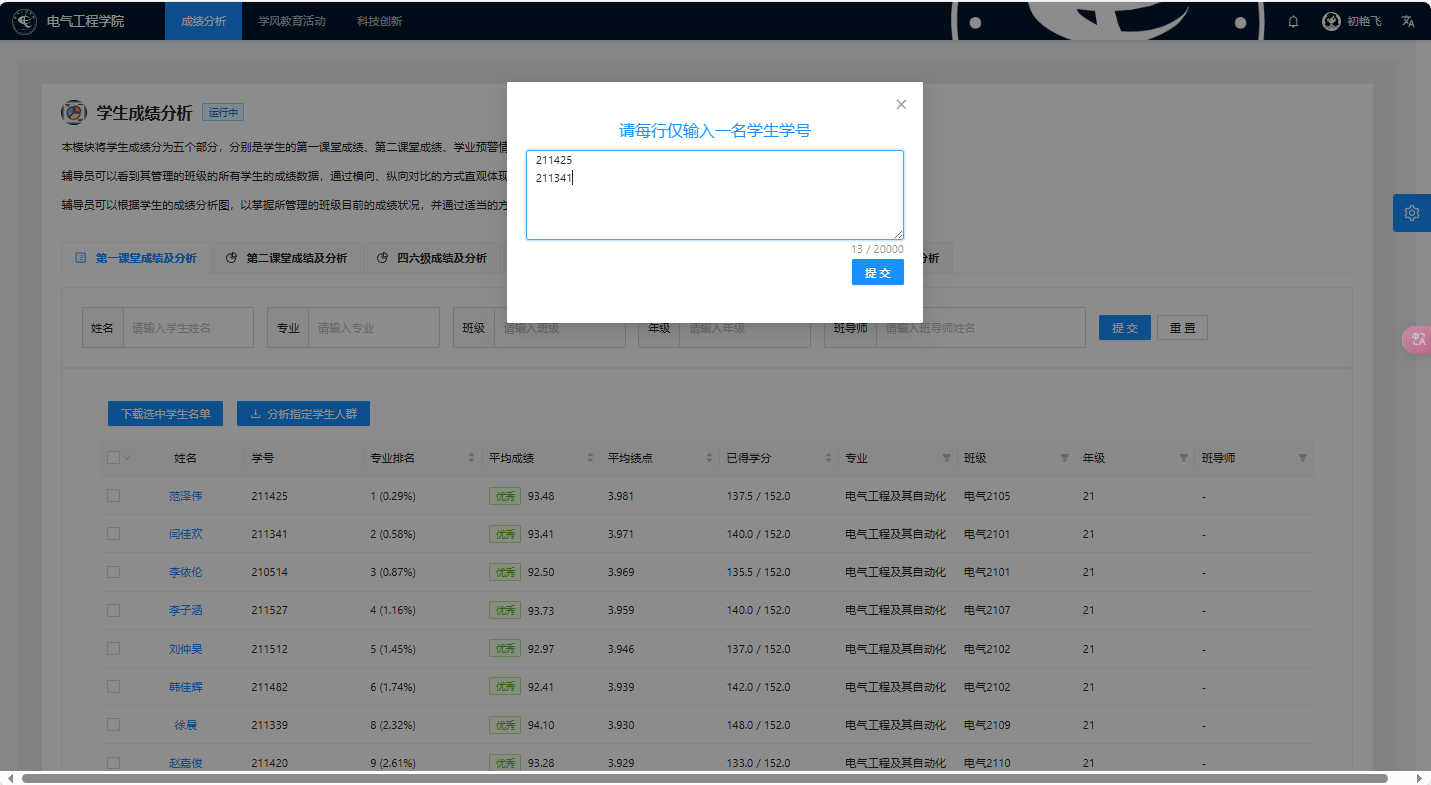 电气工程学院 成绩分析 学风教育活动 科技创新 初艳飞
学生成绩分析 运行中
本模块将学生成绩分为五个部分，分别是学生的第一课堂成绩、第二课堂成绩、学业预警情
辅导员可以看到其管理的班级的所有学生的成绩数据，通过横向、纵向对比的方式直观体现
辅导员可以根据学生的成绩分析图，以掌握所管理的班级目前的成绩状况，并通过适当的方
请每行仅输入一名学生学号
211425
211341
13 / 20000
提 交
第一课堂成绩及分析 第二课堂成绩及分析 四六级成绩及分析 分析
姓名 请输入学生姓名 专业 请输入专业 班级 请输入班级 年级 请输入年级 班导师 请输入班导师姓名 提 交 重 置
下载选中学生名单 分析指定学生人群
姓名 学号 专业排名 平均成绩 平均绩点 已得学分 专业 班级 年级 班导师
范泽伟 211425 1 (0.29%) 优秀 93.48 3.981 137.5 / 152.0 电气工程及其自动化 电气2105 21 -
闫佳欢 211341 2 (0.58%) 优秀 93.41 3.971 140.0 / 152.0 电气工程及其自动化 电气2101 21 -
李依伦 210514 3 (0.87%) 优秀 92.50 3.969 135.5 / 152.0 电气工程及其自动化 电气2101 21 -
李子涵 211527 4 (1.16%) 优秀 93.73 3.959 140.0 / 152.0 电气工程及其自动化 电气2107 21 -
刘仲昊 211512 5 (1.45%) 优秀 92.97 3.946 137.0 / 152.0 电气工程及其自动化 电气2102 21 -
韩佳辉 211482 6 (1.74%) 优秀 92.41 3.939 142.0 / 152.0 电气工程及其自动化 电气2102 21 -
徐晨 211339 8 (2.32%) 优秀 94.10 3.930 148.0 / 152.0 电气工程及其自动化 电气2109 21 -
赵嘉俊 211420 9 (2.61%) 优秀 93.28 3.929 133.0 / 152.0 电气工程及其自动化 电气2110 21 -